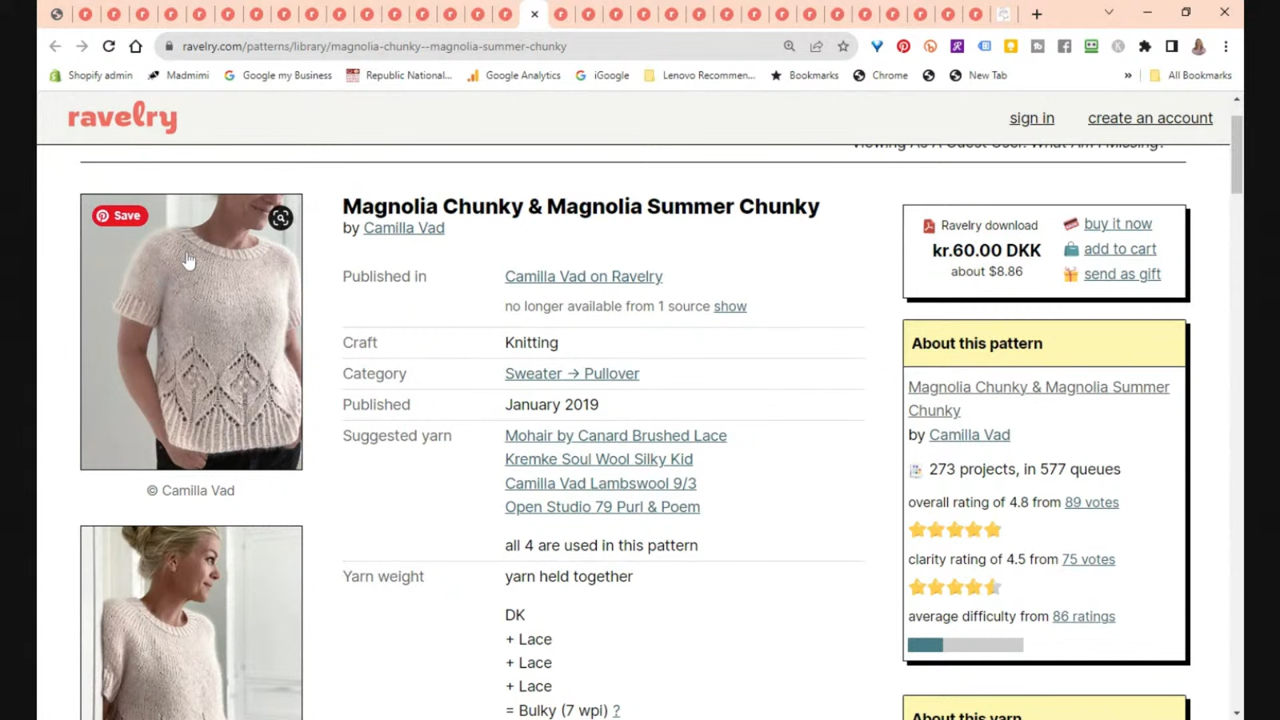 ravelry.com/patterns/library/magnolia-chunky--magnolia-summer-chunky
Shopify admin
Madmimi
Google my Business
Republic National...
Google Analytics
iGoogle
Lenovo Recommen...
Bookmarks
Chrome
New Tab
»
All Bookmarks
ravelry
sign in
create an account
Viewing As A Guest User. What Am I Missing?
Save
Magnolia Chunky & Magnolia Summer Chunky
by Camilla Vad
Published in
Camilla Vad on Ravelry
no longer available from 1 source show
Craft
Knitting
Category
Sweater → Pullover
Published
January 2019
Suggested yarn
Mohair by Canard Brushed Lace
Kremke Soul Wool Silky Kid
Camilla Vad Lambswool 9/3
Open Studio 79 Purl & Poem
all 4 are used in this pattern
Yarn weight
yarn held together
DK
+ Lace
+ Lace
+ Lace
= Bulky (7 wpi) ?
© Camilla Vad
Ravelry download
kr.60.00 DKK
about $8.86
buy it now
add to cart
send as gift
About this pattern
Magnolia Chunky & Magnolia Summer
Chunky
by Camilla Vad
273 projects, in 577 queues
overall rating of 4.8 from 89 votes
clarity rating of 4.5 from 75 votes
average difficulty from 86 ratings
About this yarn